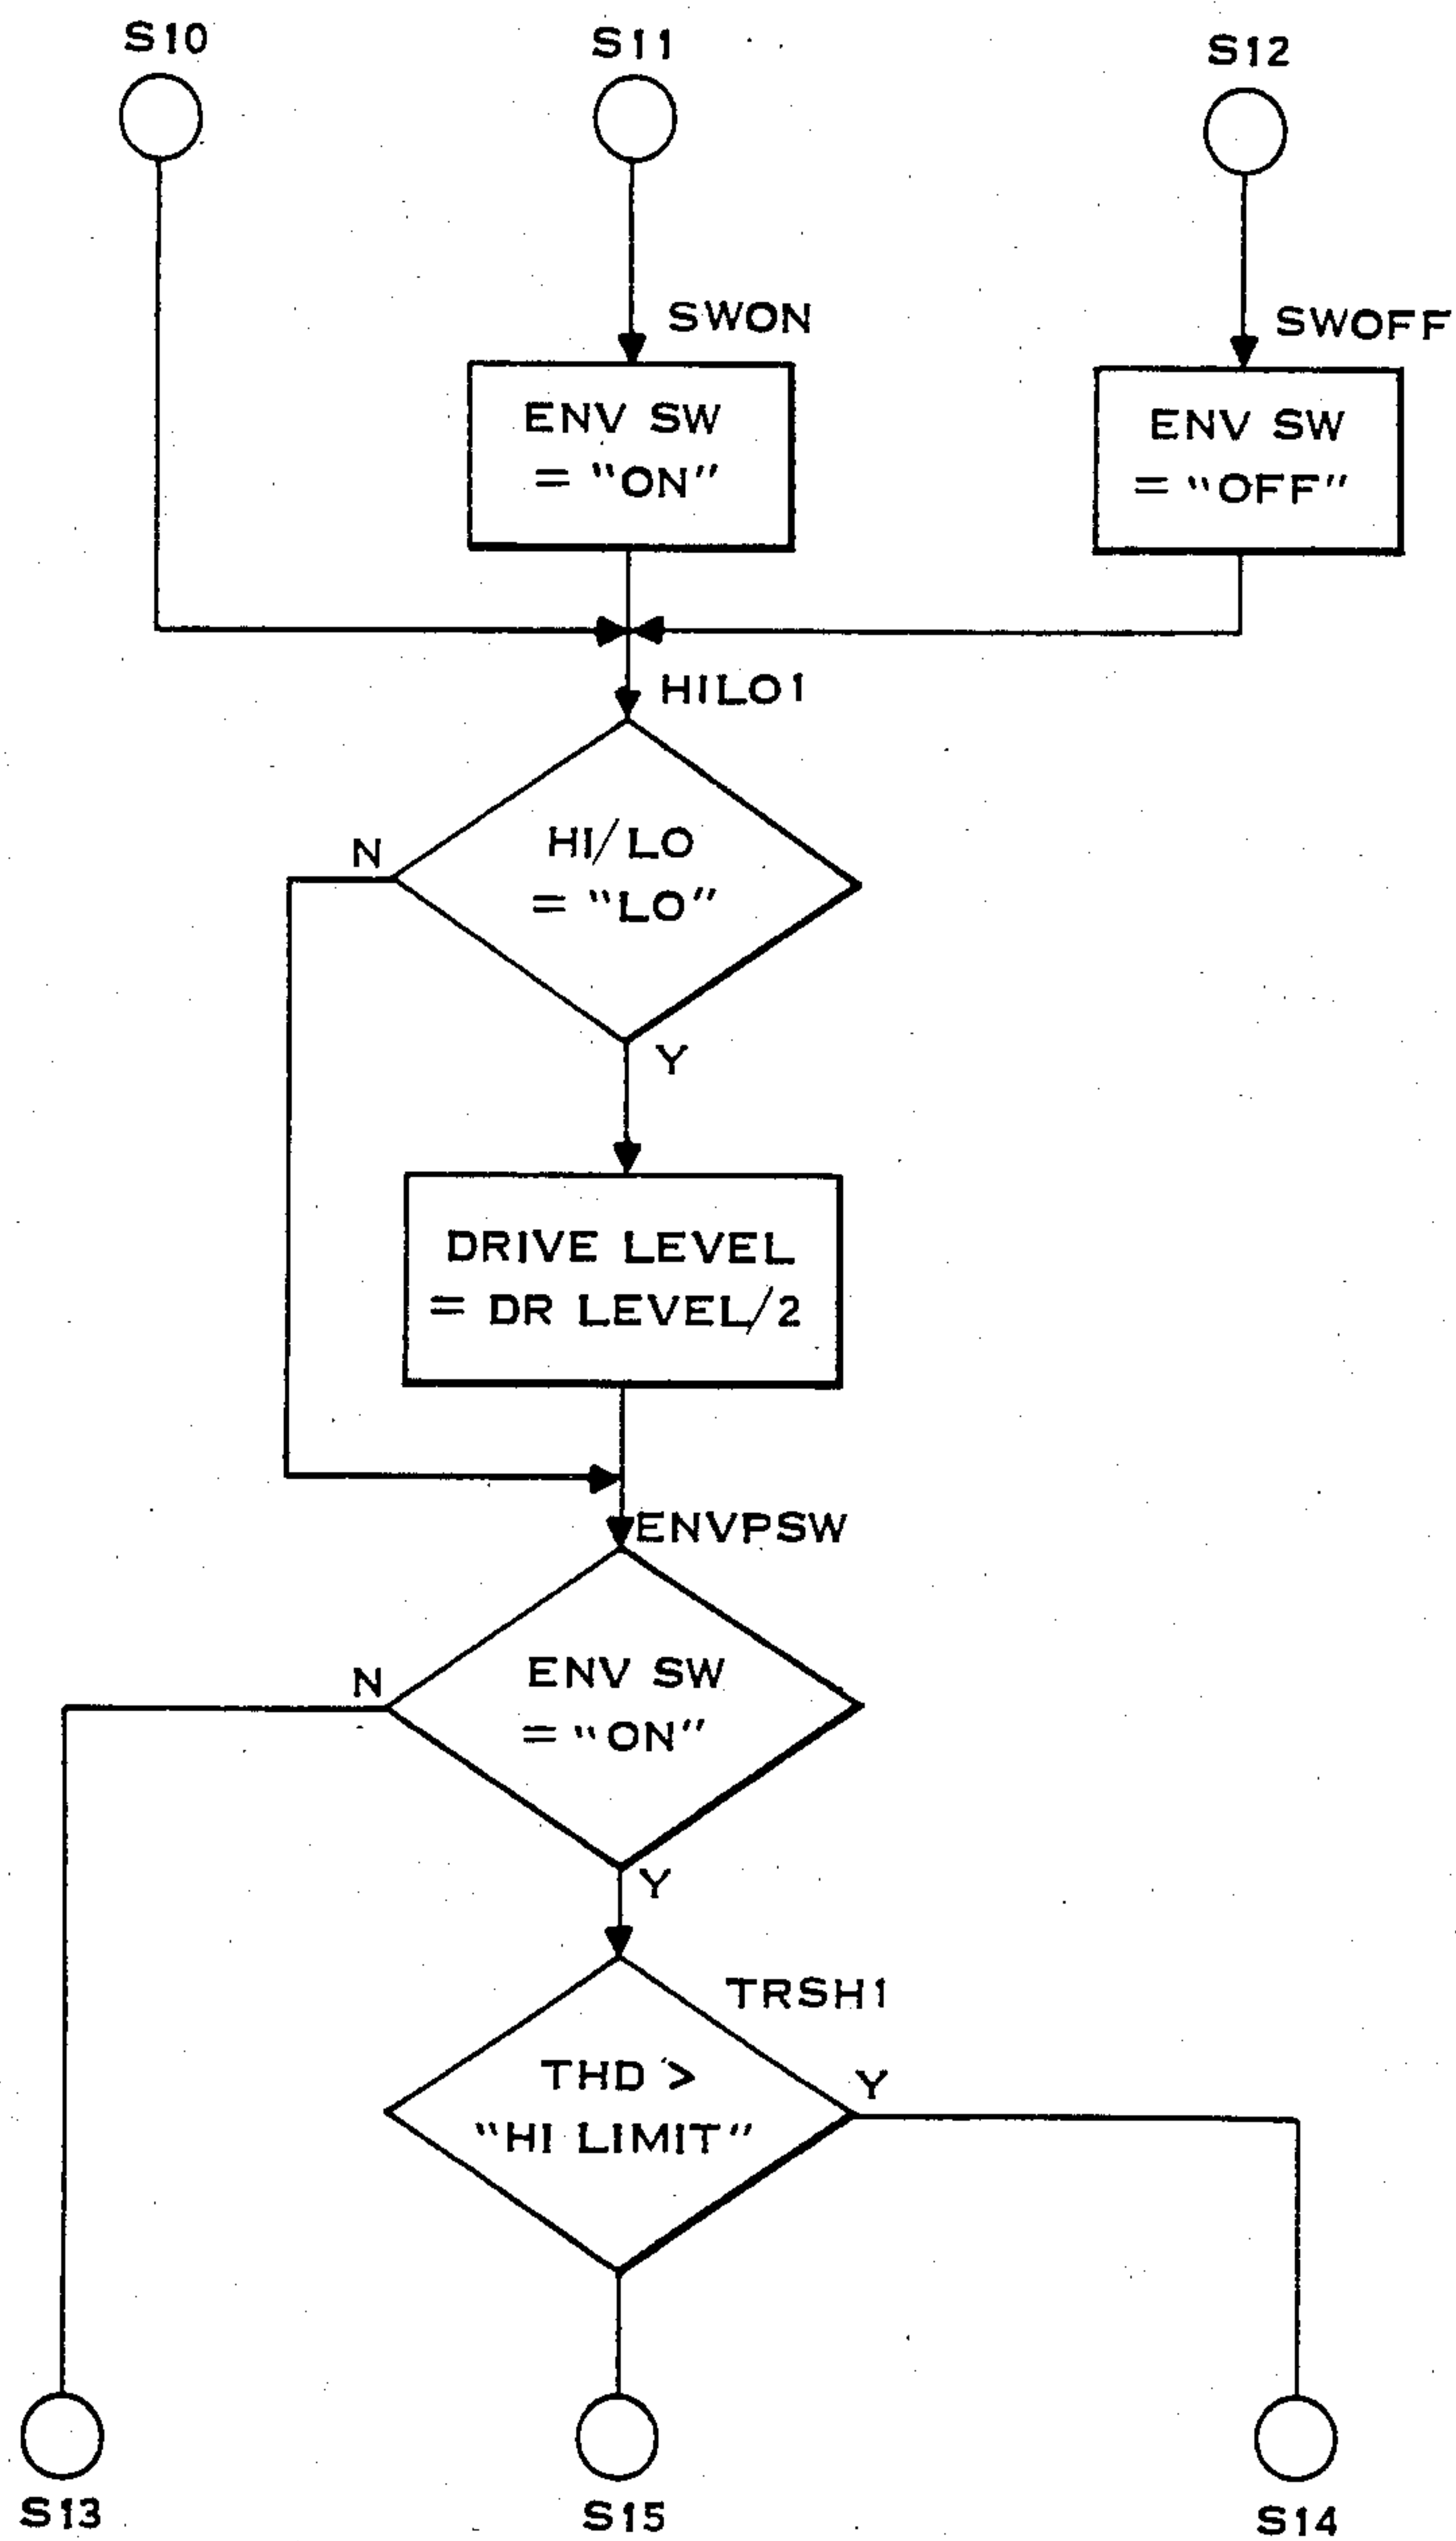 S10
S11
S12
SWON
SWOFF
ENV SW
= "ON"
ENV SW
= "OFF"
HILO1
HI/LO
= "LO"
N
Y
DRIVE LEVEL
= DR LEVEL/2
ENVPSW
ENV SW
= "ON"
N
Y
TRSH1
THD >
"HI LIMIT"
Y
S13
S15
S14